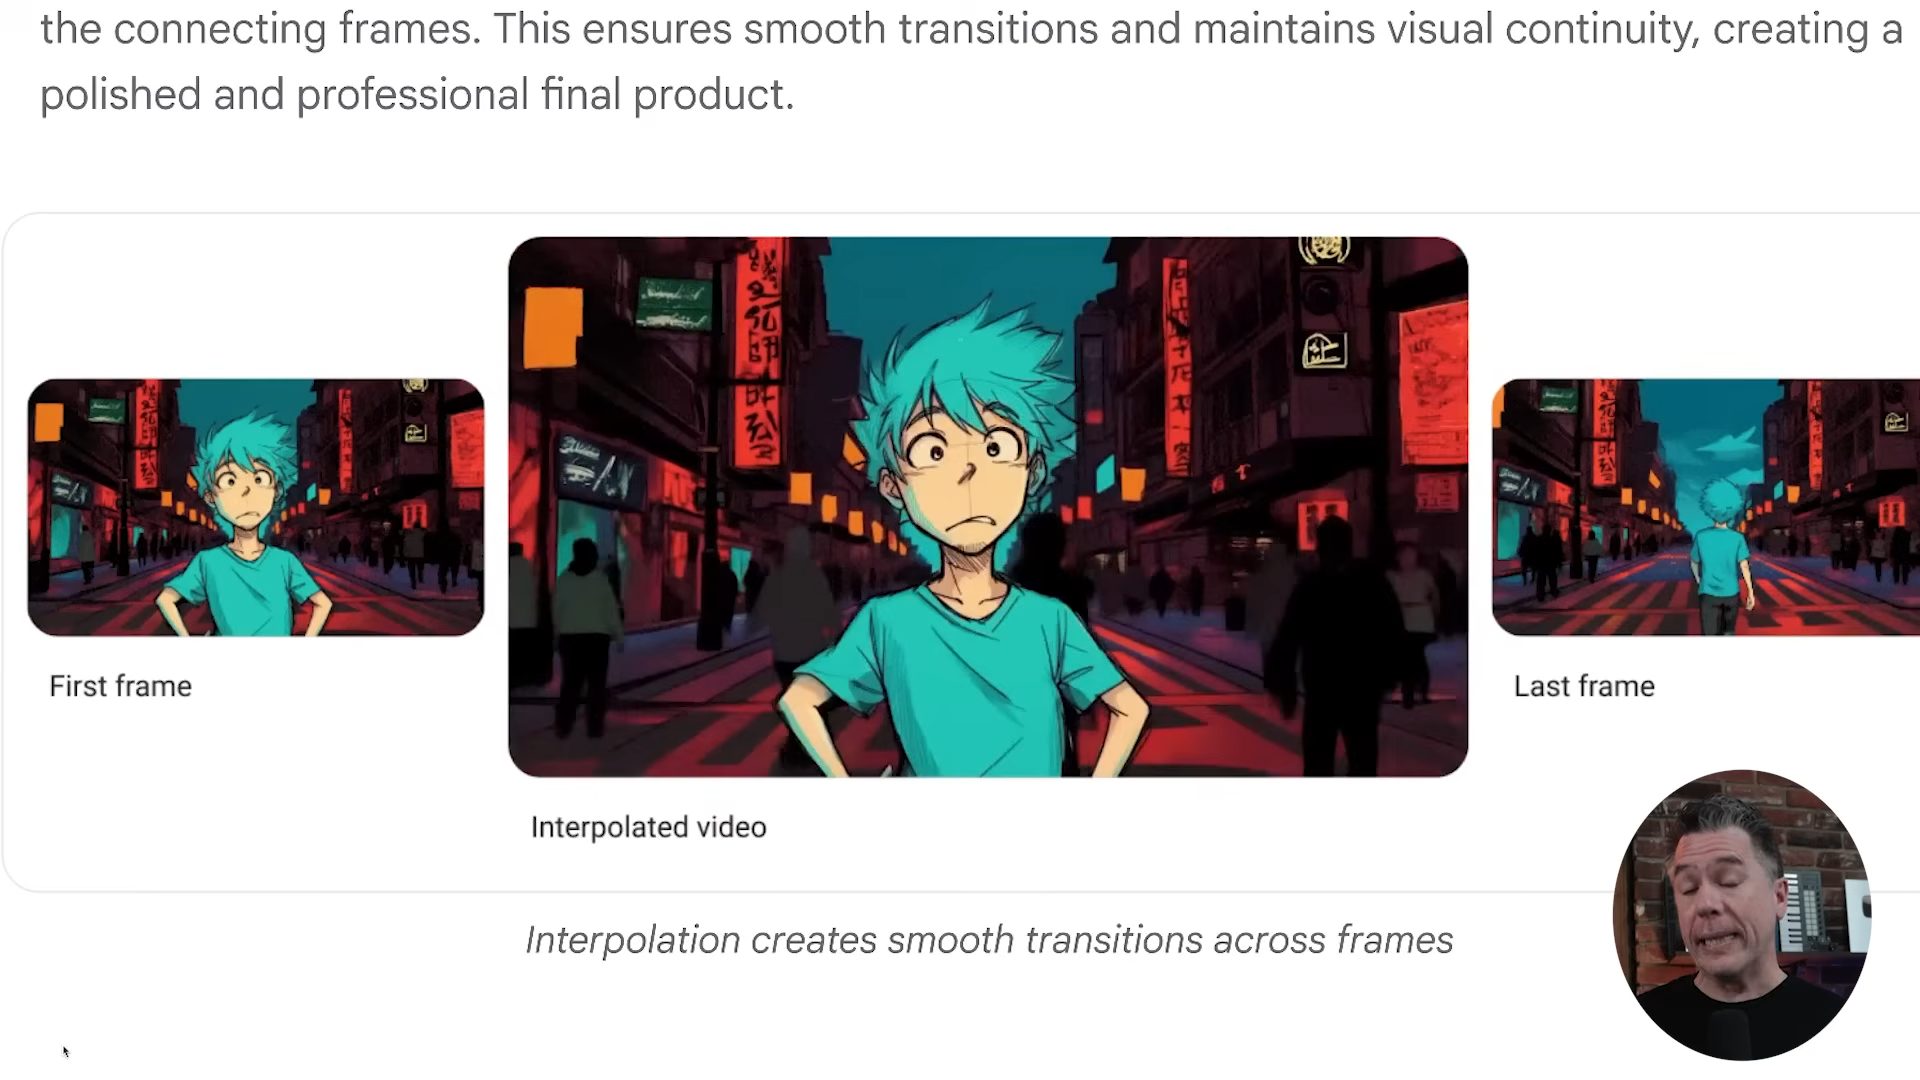 the connecting frames. This ensures smooth transitions and maintains visual continuity, creating a
polished and professional final product.
First frame
Interpolated video
Last frame
Interpolation creates smooth transitions across frames